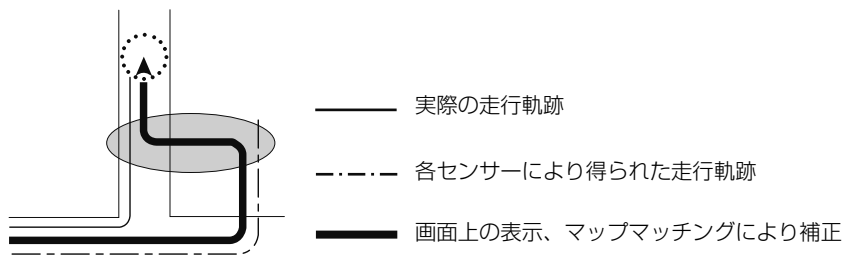 実際の走行軌跡
各センサーにより得られた走行軌跡
画面上の表示、マップマッチングにより補正